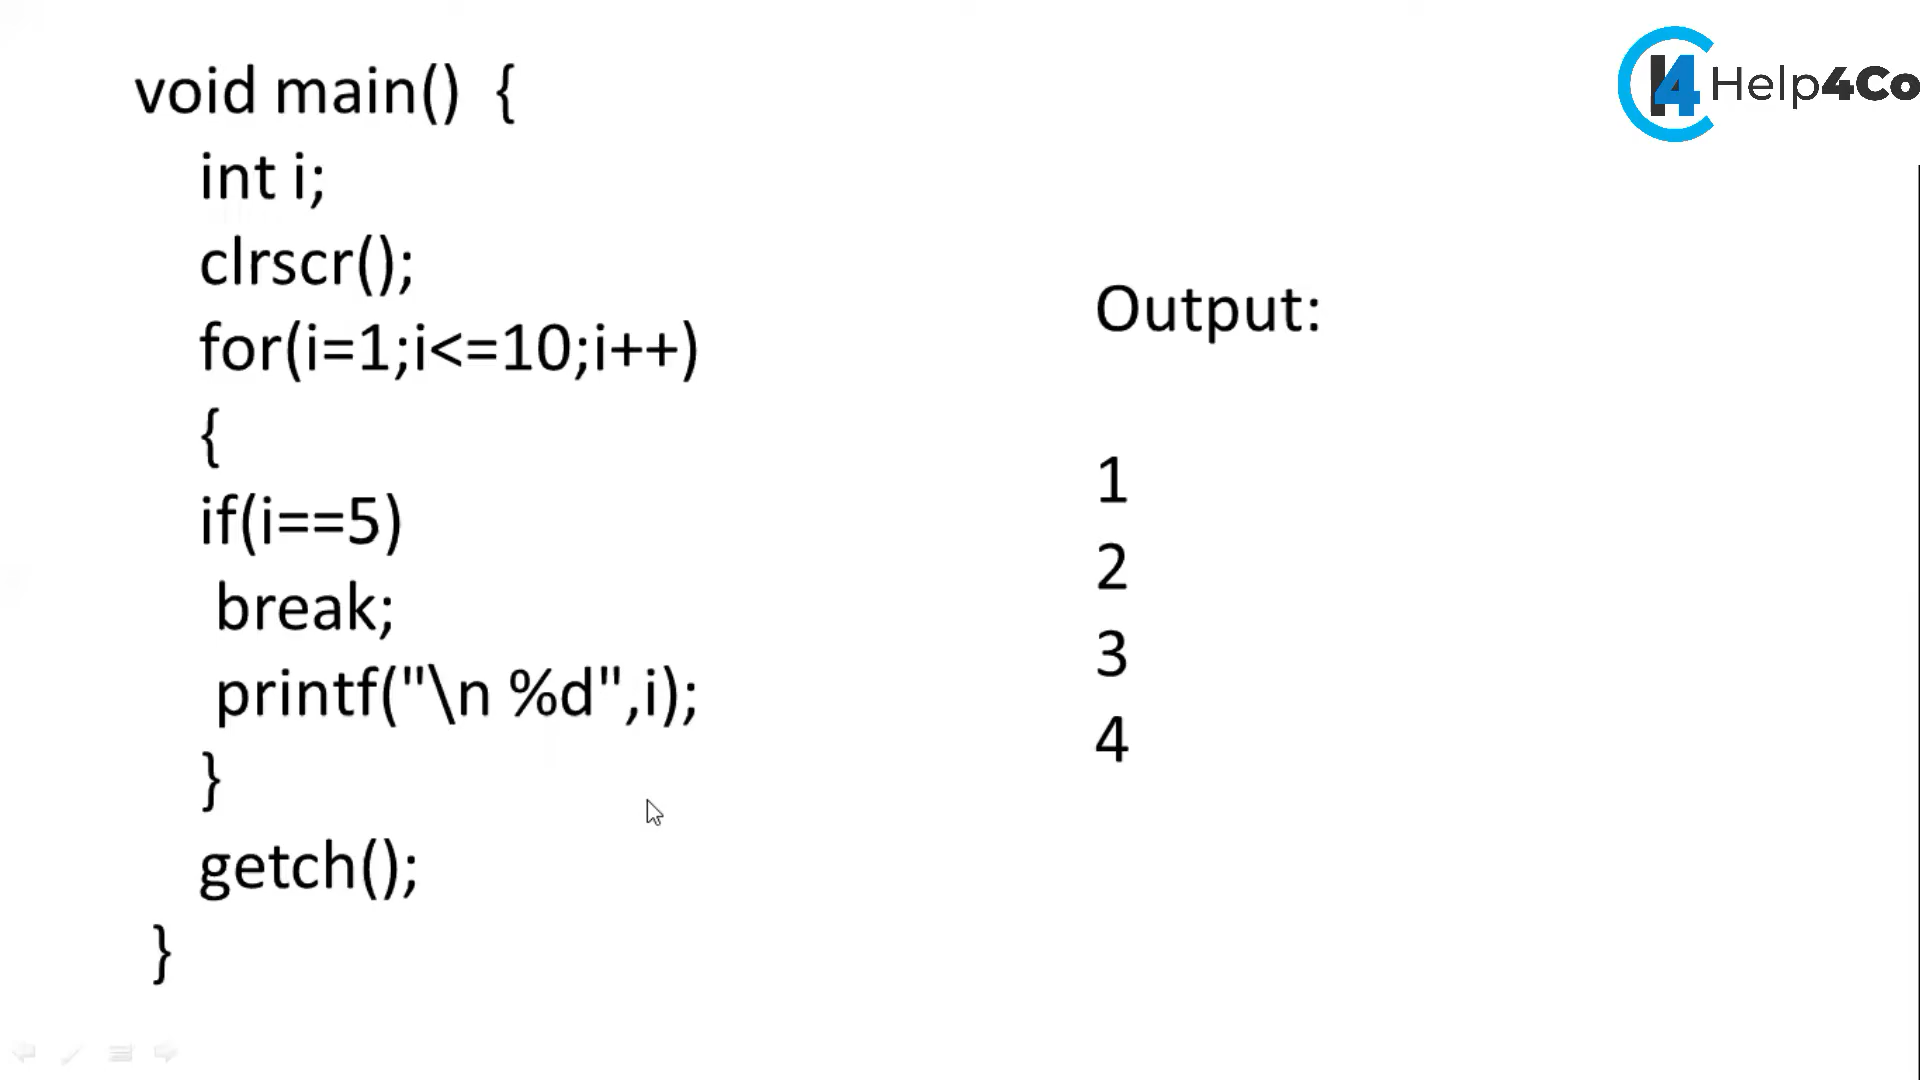 void main()  {
int i;
clrscr();
for(i=1;i<=10;i++)
{
if(i==5)
break;
printf("\n %d",i);
}
getch();
}
Output:
1
2
3
4
Help4Co